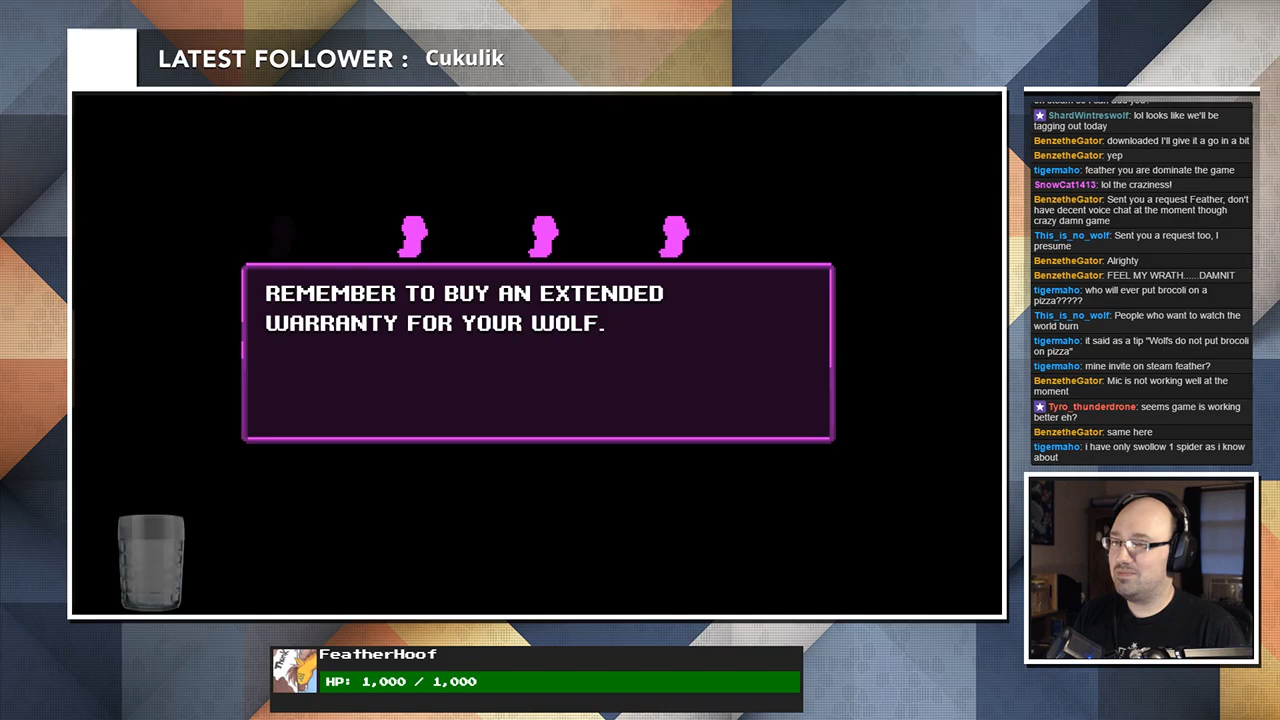 LATEST FOLLOWER : Cukulik
REMEMBER TO BUY AN EXTENDED
WARRANTY FOR YOUR WOLF.
ShardWintreswolf: lol looks like we'll be
tagging out today
BenzetheGator: downloaded I'll give it a go in a bit
BenzetheGator: yep
tigermaho: feather you are dominate the game
SnowCat1413: lol the craziness!
BenzetheGator: Sent you a request Feather, don't
have decent voice chat at the moment though
crazy damn game
This_is_no_wolf: Sent you a request too, I
presume
BenzetheGator: Alrighty
BenzetheGator: FEEL MY WRATH......DAMNIT
tigermaho: who will ever put brocoli on a
pizza?????
This_is_no_wolf: People who want to watch the
world burn
tigermaho: it said as a tip "Wolfs do not put brocoli
on pizza"
tigermaho: mine invite on steam feather?
BenzetheGator: Mic is not working well at the
moment
Tyro_thunderdrone: seems game is working
better eh?
BenzetheGator: same here
tigermaho: i have only swollow 1 spider as i know
about
FeatherHoof
HP: 1,000 / 1,000